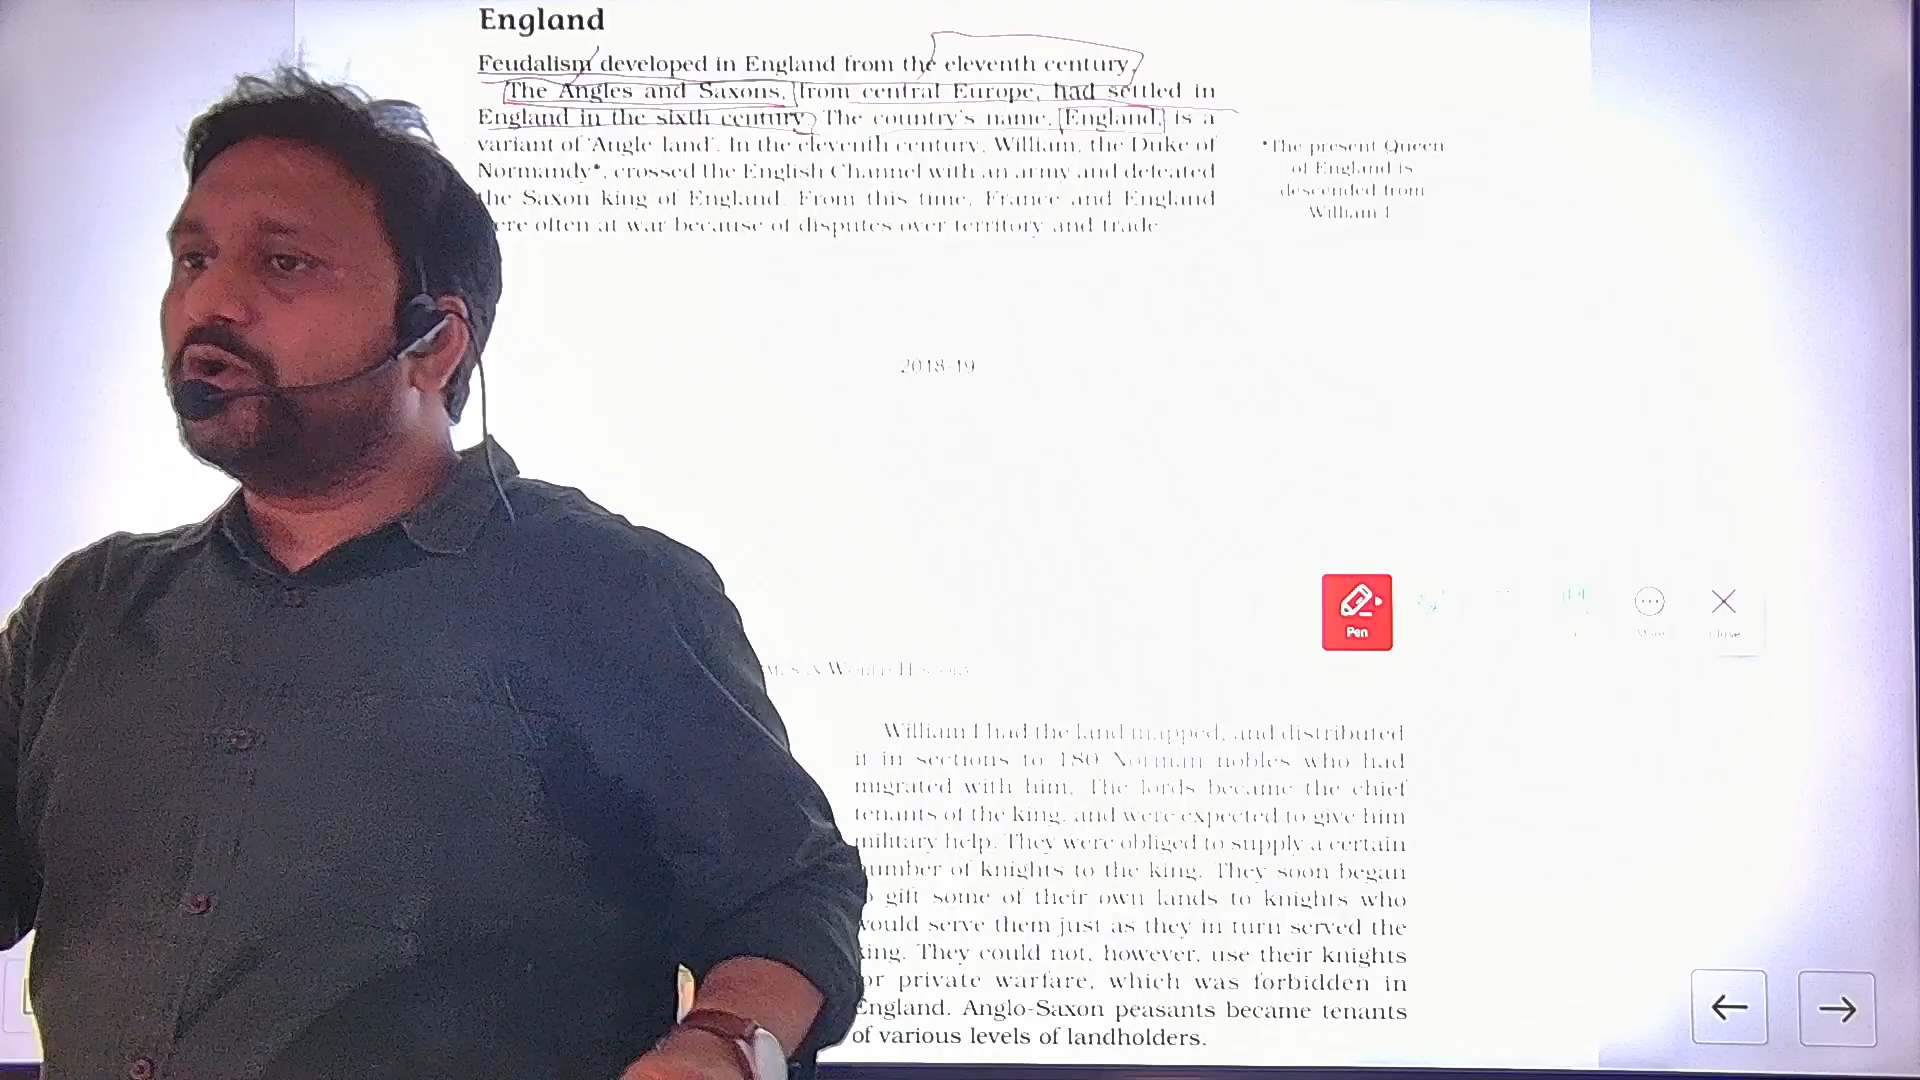 England
Feudalism developed in England from the eleventh century.
The Angles and Saxons, from central Europe, had settled in
England in the sixth century. The country's name, England, is a
variant of 'Angle-land'. In the eleventh century, William, the Duke of
Normandy*, crossed the English Channel with an army and defeated
the Saxon king of England. From this time, France and England
ere often at war because of disputes over territory and trade
*The present Queen
of England is
descended from
William I
2018-19
Pen
More
Close
William I had the land mapped, and distributed
it in sections to 180 Norman nobles who had
migrated with him. The lords became the chief
tenants of the king, and were expected to give him
military help. They were obliged to supply a certain
number of knights to the king. They soon began
gift some of their own lands to knights who
would serve them just as they in turn served the
king. They could not, however, use their knights
or private warfare, which was forbidden in
England. Anglo-Saxon peasants became tenants
of various levels of landholders.